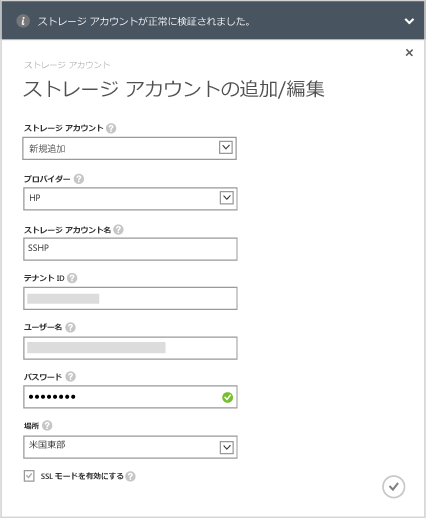 ストレージ アカウントが正常に検証されました。
ストレージ アカウント
ストレージ アカウントの追加/編集
ストレージ アカウント
新規追加
プロバイダー
HP
ストレージ アカウント名
SSHP
テナント ID
ユーザー名
パスワード
●●●●●●●●
場所
米国東部
SSL モードを有効にする